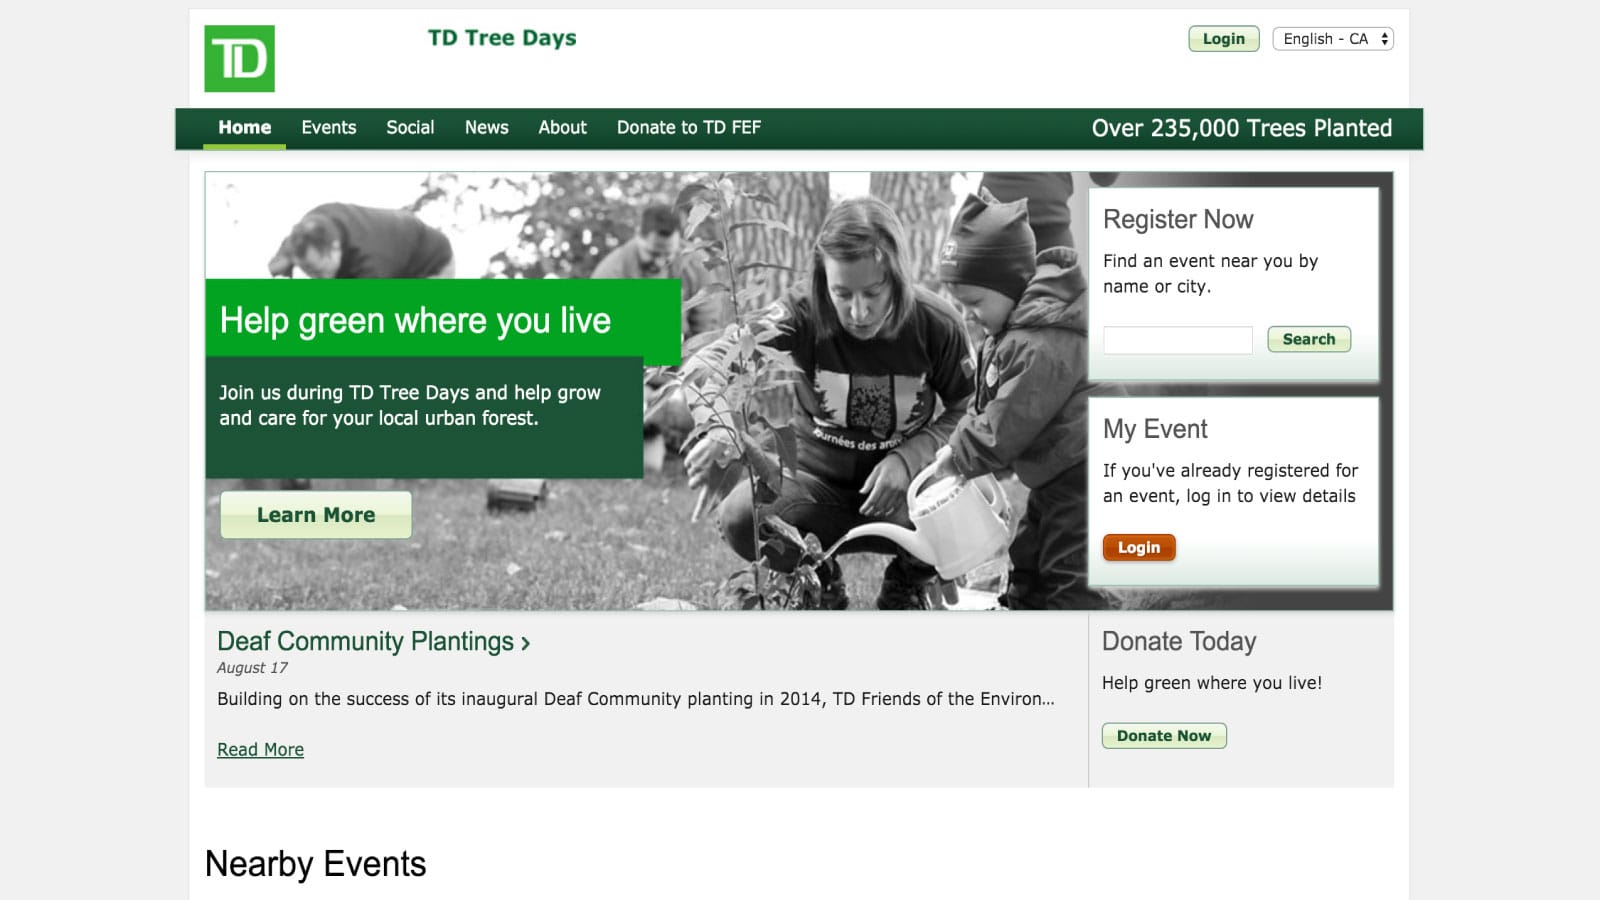 TD
TD Tree Days
Login
English - CA
Home
Events
Social
News
About
Donate to TD FEF
Over 235,000 Trees Planted
Help green where you live
Join us during TD Tree Days and help grow
and care for your local urban forest.
Learn More
Journées des arbres
Register Now
Find an event near you by
name or city.
Search
My Event
If you've already registered for
an event, log in to view details
Login
Deaf Community Plantings ›
August 17
Building on the success of its inaugural Deaf Community planting in 2014, TD Friends of the Environ...
Read More
Donate Today
Help green where you live!
Donate Now
Nearby Events